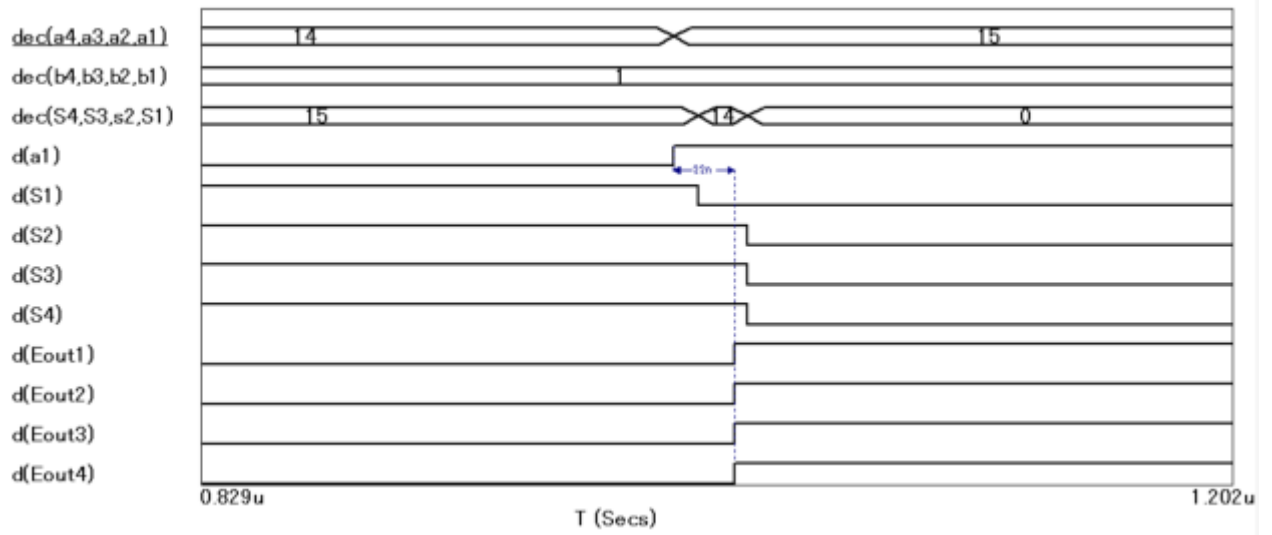 dec(a4,a3,a2,a1) 14 15
dec(b4,b3,b2,b1) 1
dec(S4,S3,s2,S1) 15 14 0
d(a1)
22n
d(S1)
d(S2)
d(S3)
d(S4)
d(Eout1)
d(Eout2)
d(Eout3)
d(Eout4)
0.829u 1.202u
T (Secs)